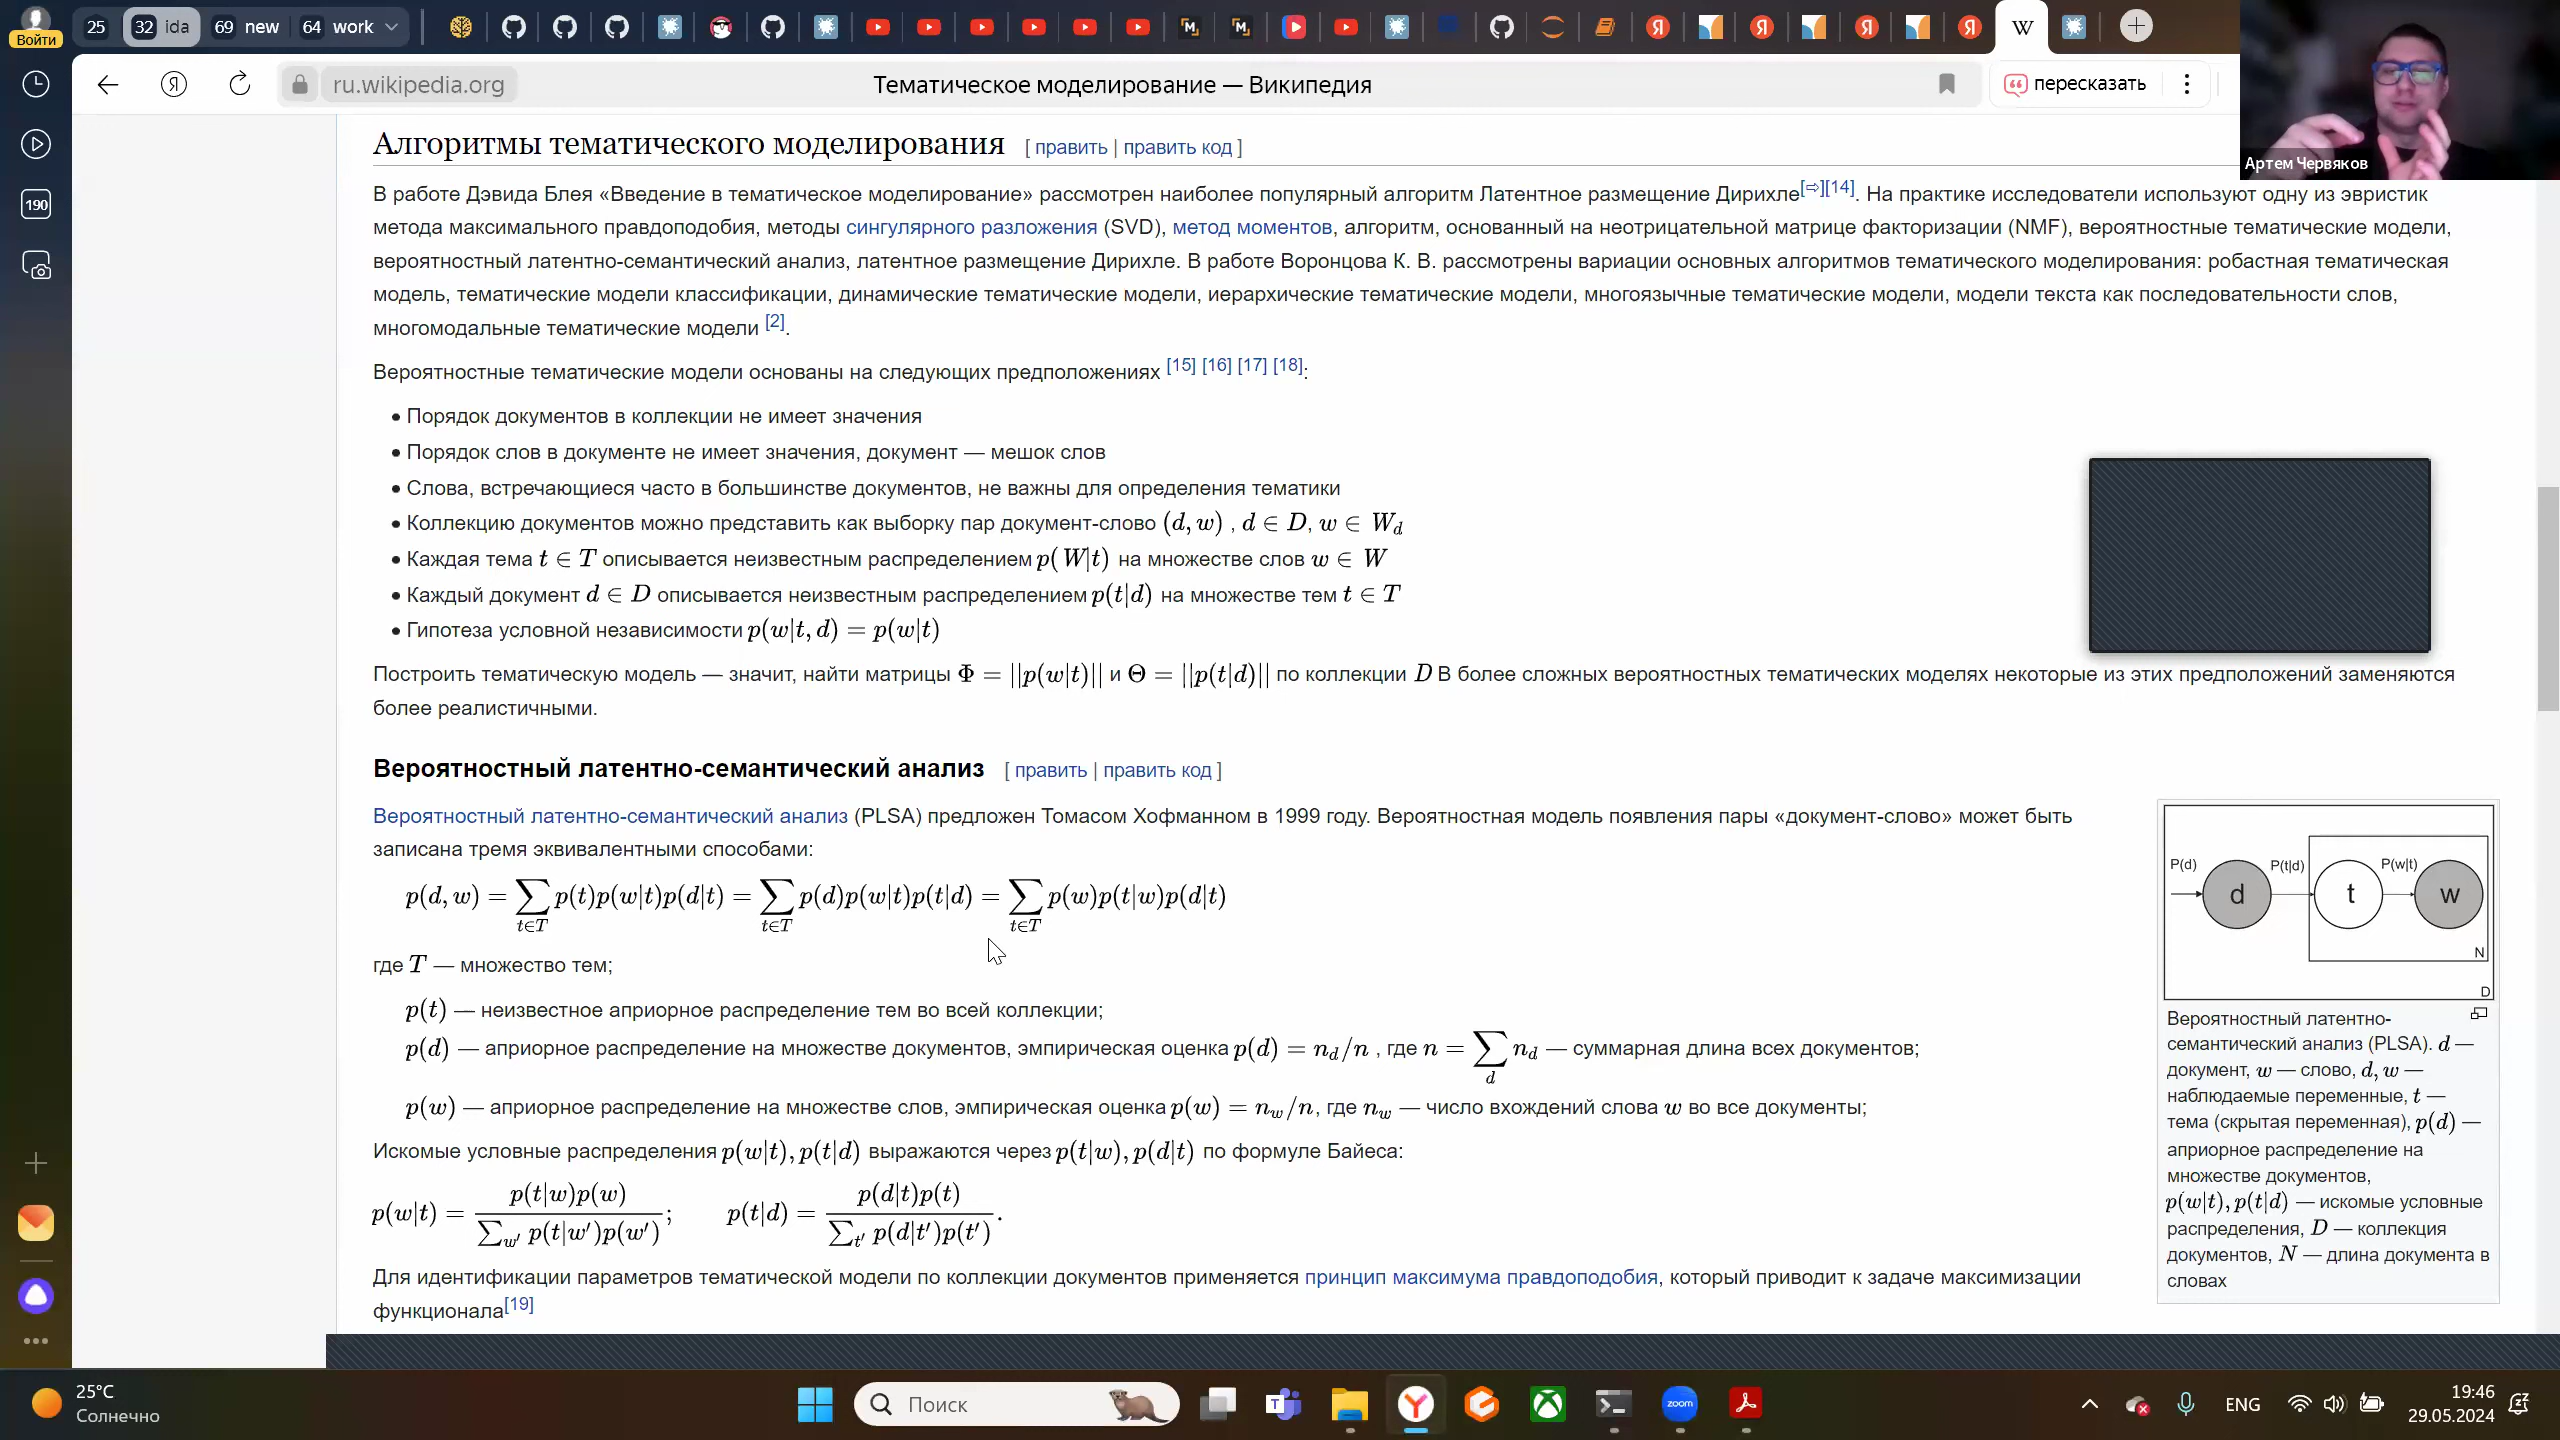 Войти
25
32 ida
69 new
64 work
ru.wikipedia.org
Тематическое моделирование — Википедия
пересказать
Артем Червяков
190
Алгоритмы тематического моделирования [ править | править код ]
В работе Дэвида Блея «Введение в тематическое моделирование» рассмотрен наиболее популярный алгоритм Латентное размещение Дирихле[⇨][14]. На практике исследователи используют одну из эвристик
метода максимального правдоподобия, методы сингулярного разложения (SVD), метод моментов, алгоритм, основанный на неотрицательной матрице факторизации (NMF), вероятностные тематические модели,
вероятностный латентно-семантический анализ, латентное размещение Дирихле. В работе Воронцова К. В. рассмотрены вариации основных алгоритмов тематического моделирования: робастная тематическая
модель, тематические модели классификации, динамические тематические модели, иерархические тематические модели, многоязычные тематические модели, модели текста как последовательности слов,
многомодальные тематические модели [2].
Вероятностные тематические модели основаны на следующих предположениях [15] [16] [17] [18]:
• Порядок документов в коллекции не имеет значения
• Порядок слов в документе не имеет значения, документ — мешок слов
• Слова, встречающиеся часто в большинстве документов, не важны для определения тематики
• Коллекцию документов можно представить как выборку пар документ-слово (d, w) , d ∈ D, w ∈ W_d
• Каждая тема t ∈ T описывается неизвестным распределением p(W|t) на множестве слов w ∈ W
• Каждый документ d ∈ D описывается неизвестным распределением p(t|d) на множестве тем t ∈ T
• Гипотеза условной независимости p(w|t, d) = p(w|t)
Построить тематическую модель — значит, найти матрицы Φ = ||p(w|t)|| и Θ = ||p(t|d)|| по коллекции D В более сложных вероятностных тематических моделях некоторые из этих предположений заменяются
более реалистичными.
Вероятностный латентно-семантический анализ [ править | править код ]
Вероятностный латентно-семантический анализ (PLSA) предложен Томасом Хофманном в 1999 году. Вероятностная модель появления пары «документ-слово» может быть
записана тремя эквивалентными способами:
p(d, w) = ∑_{t∈T} p(t)p(w|t)p(d|t) = ∑_{t∈T} p(d)p(w|t)p(t|d) = ∑_{t∈T} p(w)p(t|w)p(d|t)
где T — множество тем;
p(t) — неизвестное априорное распределение тем во всей коллекции;
p(d) — априорное распределение на множестве документов, эмпирическая оценка p(d) = n_d/n , где n = ∑_d n_d — суммарная длина всех документов;
p(w) — априорное распределение на множестве слов, эмпирическая оценка p(w) = n_w/n, где n_w — число вхождений слова w во все документы;
Искомые условные распределения p(w|t), p(t|d) выражаются через p(t|w), p(d|t) по формуле Байеса:
p(w|t) = p(t|w)p(w) / ∑_{w′} p(t|w′)p(w′); p(t|d) = p(d|t)p(t) / ∑_{t′} p(d|t′)p(t′).
Для идентификации параметров тематической модели по коллекции документов применяется принцип максимума правдоподобия, который приводит к задаче максимизации
функционала[19]
P(d) d P(t|d) t P(w|t) w
N
D
Вероятностный латентно-
семантический анализ (PLSA). d —
документ, w — слово, d, w —
наблюдаемые переменные, t —
тема (скрытая переменная), p(d) —
априорное распределение на
множестве документов,
p(w|t), p(t|d) — искомые условные
распределения, D — коллекция
документов, N — длина документа в
словах
25°C
Солнечно
Поиск
zoom
ENG
19:46
29.05.2024